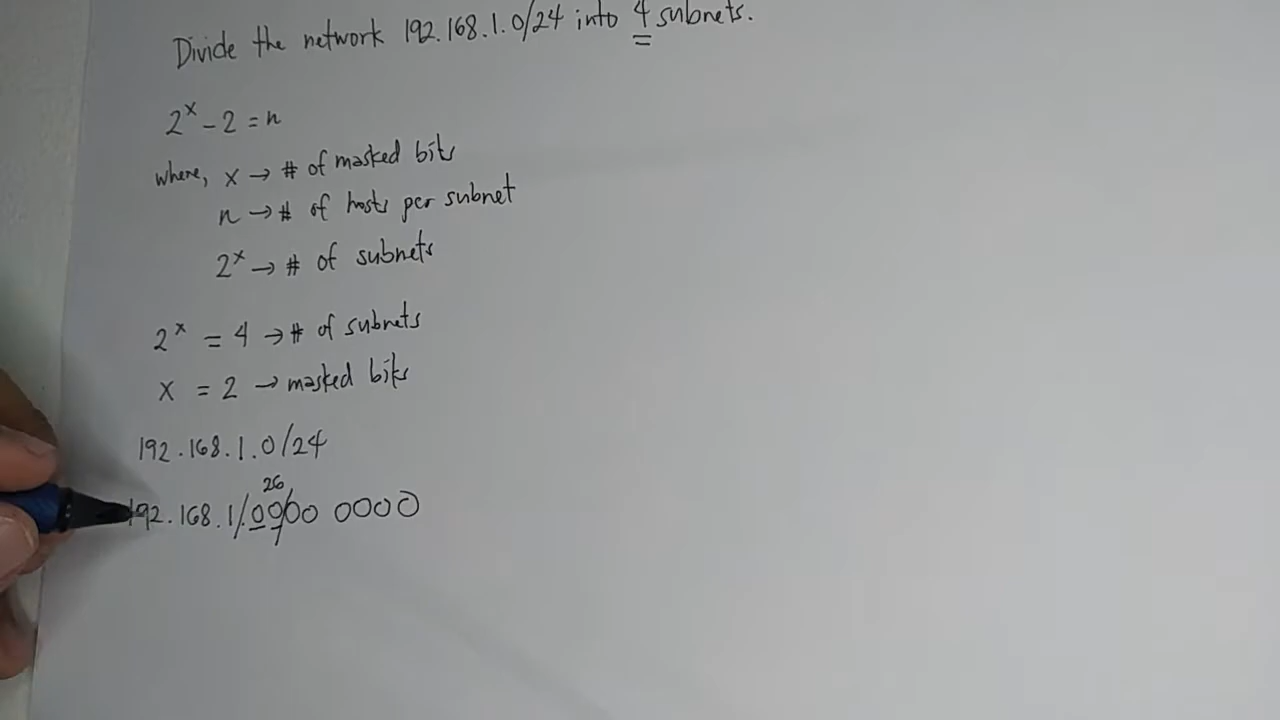 Divide the network 192.168.1.0/24 into 4 subnets.
2^x - 2 = n
where, x → # of masked bits
n → # of hosts per subnet
2^x → # of subnets
2^x = 4 → # of subnets
x = 2 → masked bits
192.168.1.0/24
26
192.168.1/.00/00 0000